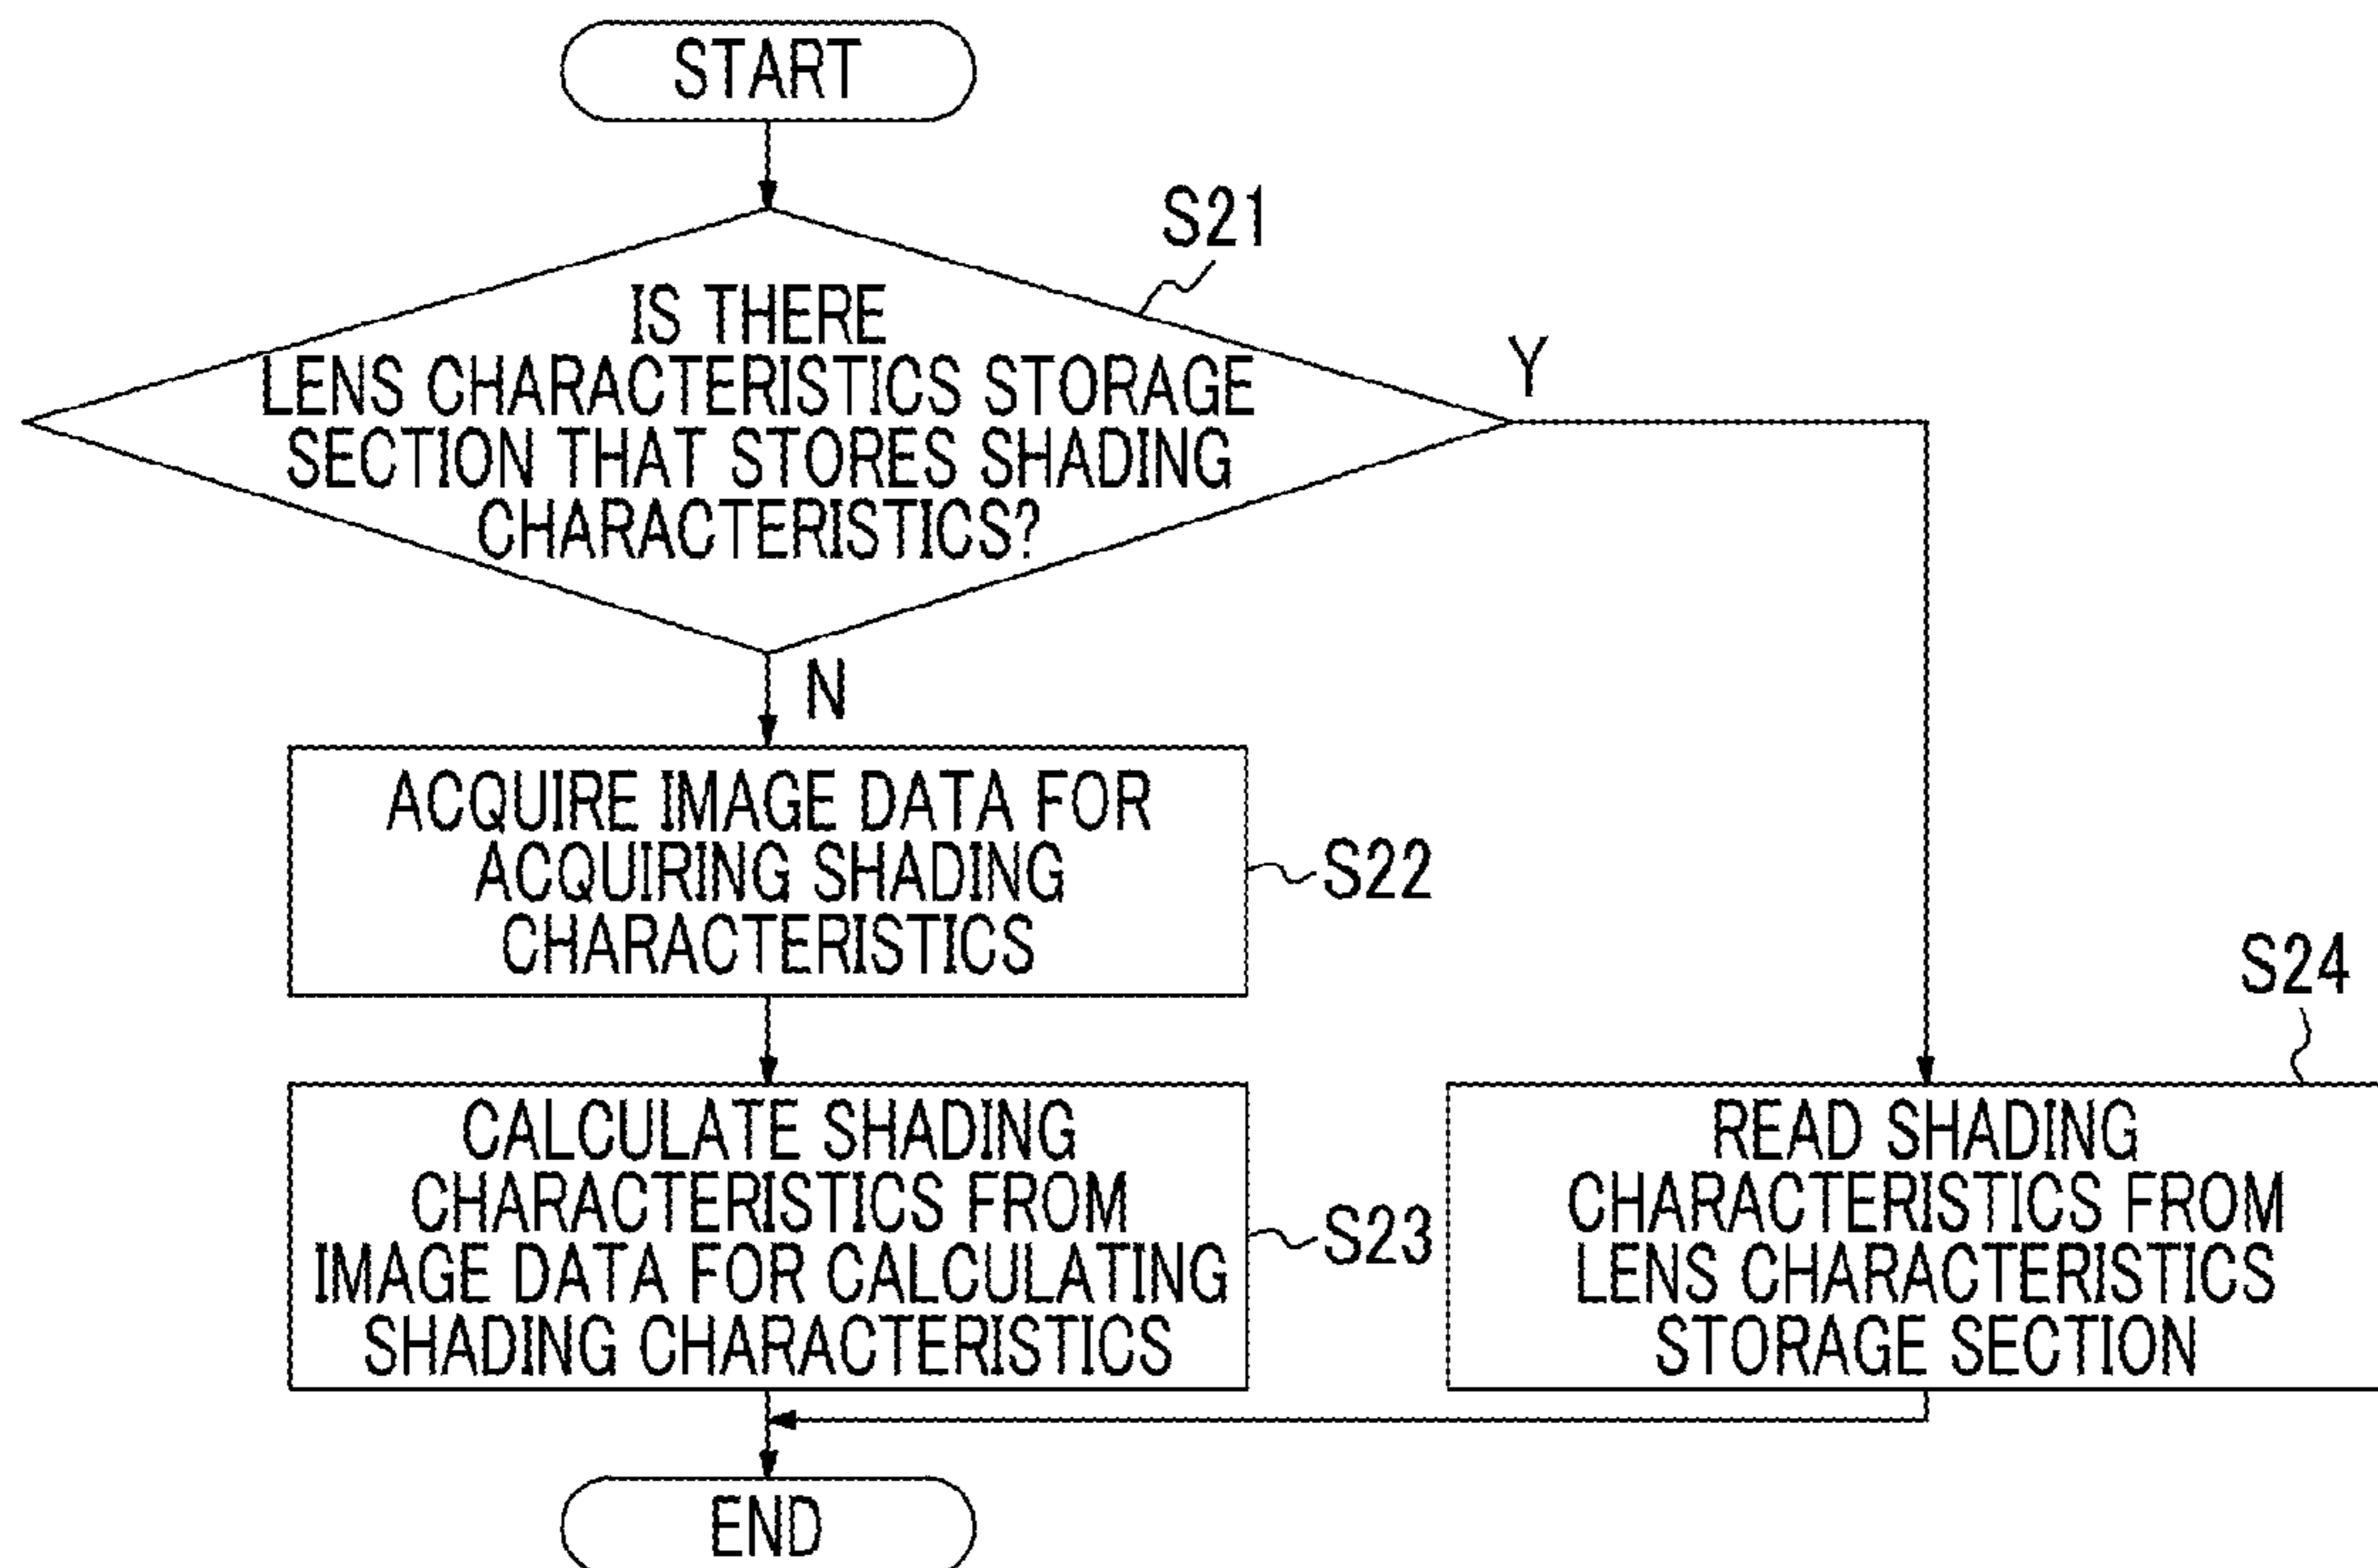 START
S21
IS THERE
LENS CHARACTERISTICS STORAGE
SECTION THAT STORES SHADING
CHARACTERISTICS?
Y
N
ACQUIRE IMAGE DATA FOR
ACQUIRING SHADING
CHARACTERISTICS
S22
CALCULATE SHADING
CHARACTERISTICS FROM
IMAGE DATA FOR CALCULATING
SHADING CHARACTERISTICS
S23
S24
READ SHADING
CHARACTERISTICS FROM
LENS CHARACTERISTICS
STORAGE SECTION
END